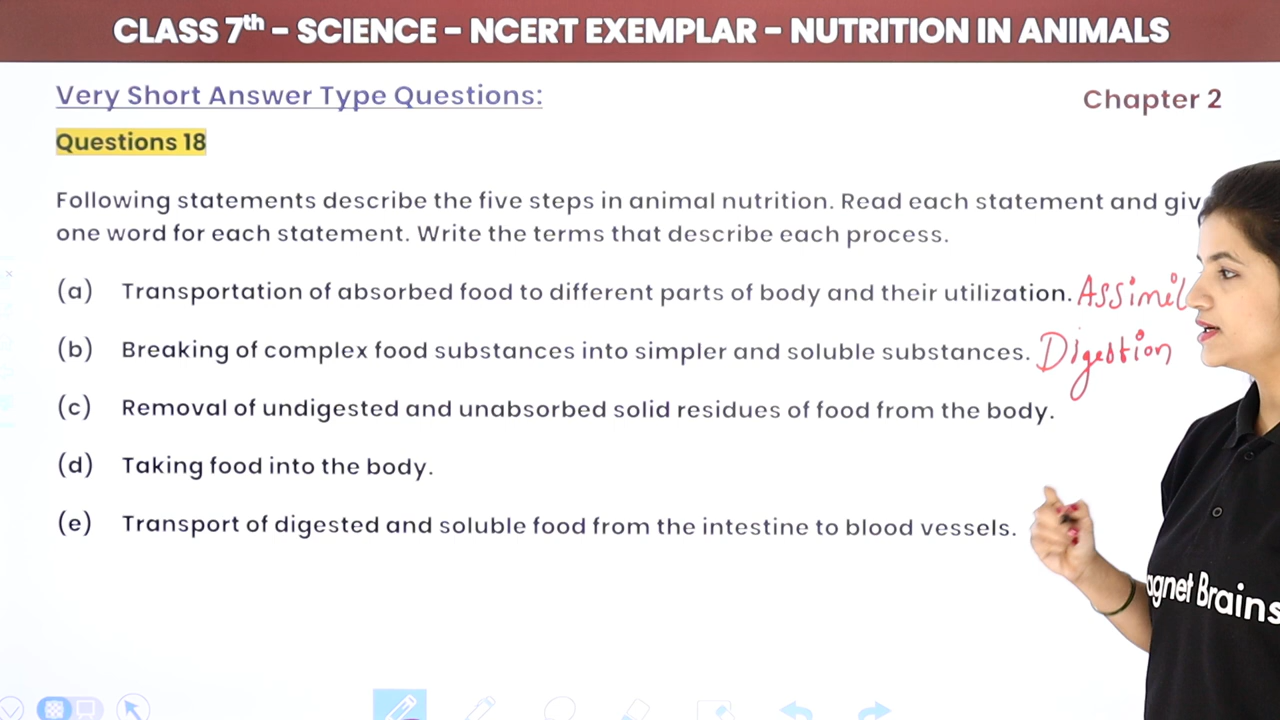 CLASS 7th – SCIENCE – NCERT EXEMPLAR – NUTRITION IN ANIMALS
Very Short Answer Type Questions:
Chapter 2
Questions 18
Following statements describe the five steps in animal nutrition. Read each statement and giv
one word for each statement. Write the terms that describe each process.
(a) Transportation of absorbed food to different parts of body and their utilization. Assimil
(b) Breaking of complex food substances into simpler and soluble substances. Digestion
(c) Removal of undigested and unabsorbed solid residues of food from the body.
(d) Taking food into the body.
(e) Transport of digested and soluble food from the intestine to blood vessels.
agnet Brains